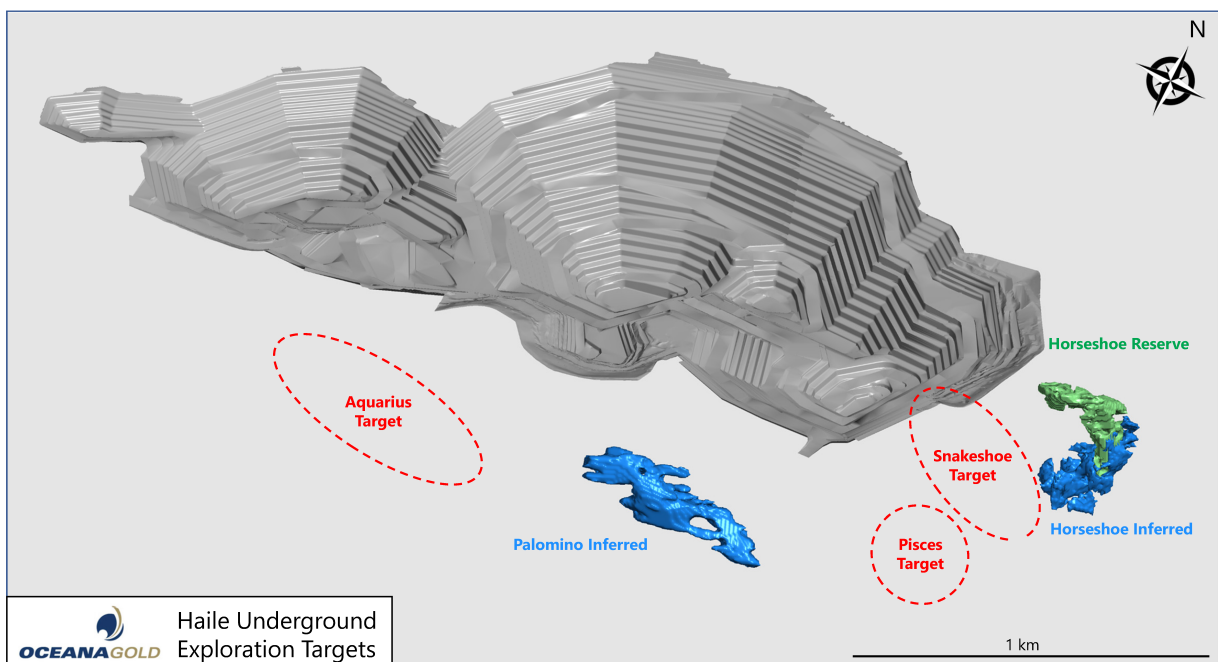 N
Horseshoe Reserve
Aquarius
Target
Snakeshoe
Target
Horseshoe Inferred
Palomino Inferred
Pisces
Target
Haile Underground
Exploration Targets
OCEANAGOLD
1 km